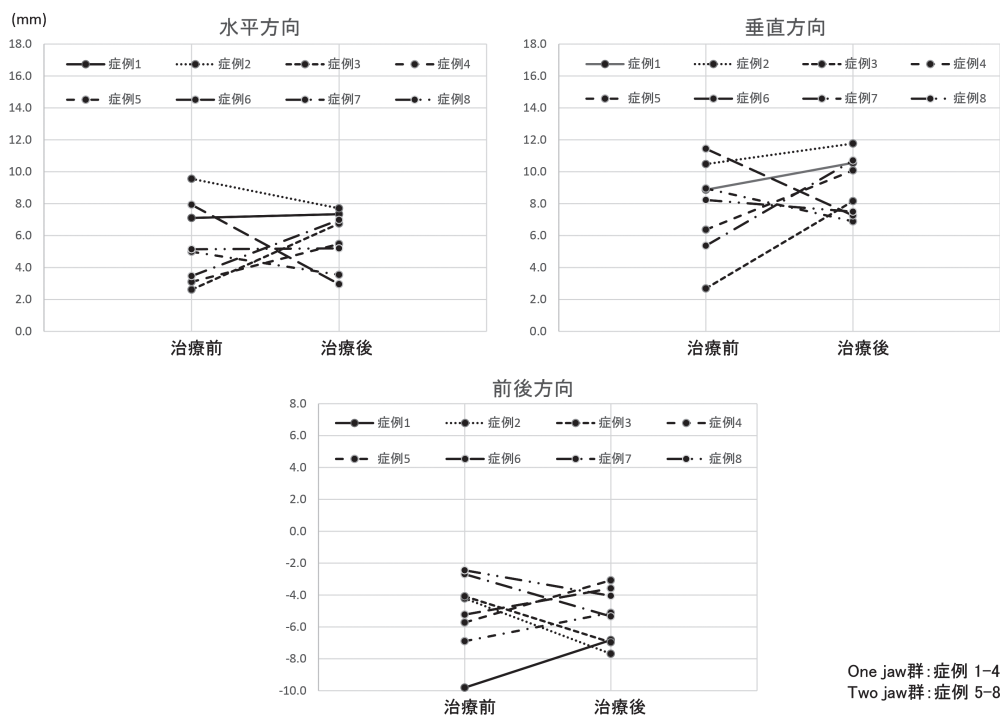 (mm)
水平方向
18.0
16.0
14.0
12.0
10.0
8.0
6.0
4.0
2.0
0.0
症例1 症例2 症例3 症例4
症例5 症例6 症例7 症例8
治療前 治療後
垂直方向
18.0
16.0
14.0
12.0
10.0
8.0
6.0
4.0
2.0
0.0
症例1 症例2 症例3 症例4
症例5 症例6 症例7 症例8
治療前 治療後
前後方向
8.0
6.0
4.0
2.0
0.0
-2.0
-4.0
-6.0
-8.0
-10.0
症例1 症例2 症例3 症例4
症例5 症例6 症例7 症例8
治療前 治療後
One jaw群：症例 1-4
Two jaw群：症例 5-8